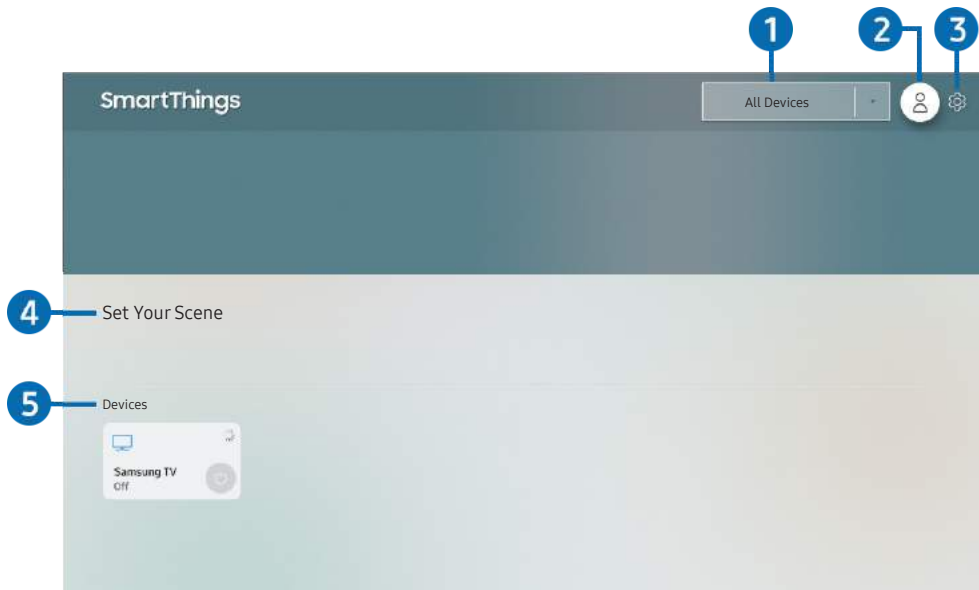 1 2 3
SmartThings
All Devices
4 Set Your Scene
5 Devices
Samsung TV
Off